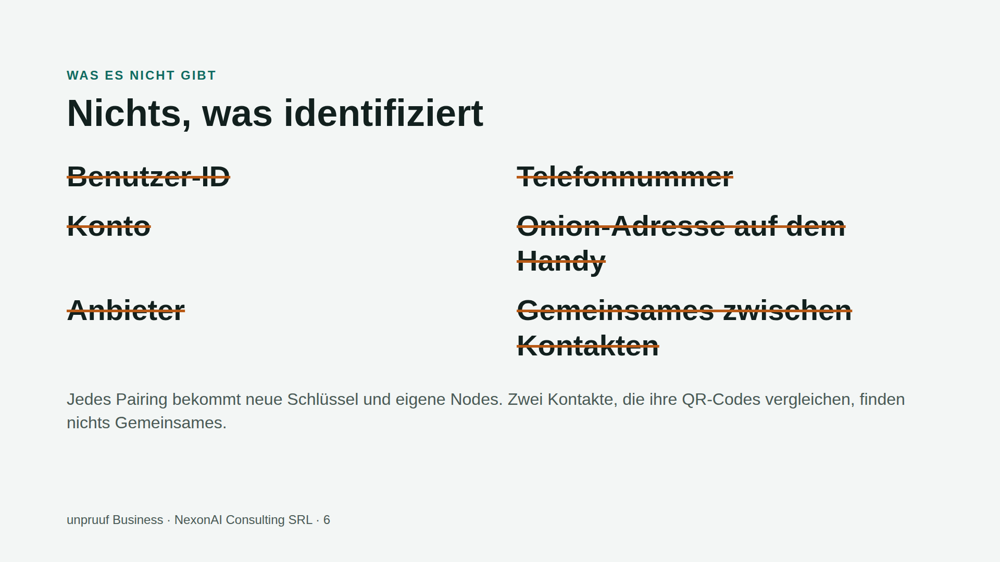 WAS ES NICHT GIBT
Nichts, was identifiziert
Benutzer-ID
Telefonnummer
Konto
Onion-Adresse auf dem
Handy
Anbieter
Gemeinsames zwischen
Kontakten
Jedes Pairing bekommt neue Schlüssel und eigene Nodes. Zwei Kontakte, die ihre QR-Codes vergleichen, finden
nichts Gemeinsames.
unpruuf Business · NexonAI Consulting SRL · 6